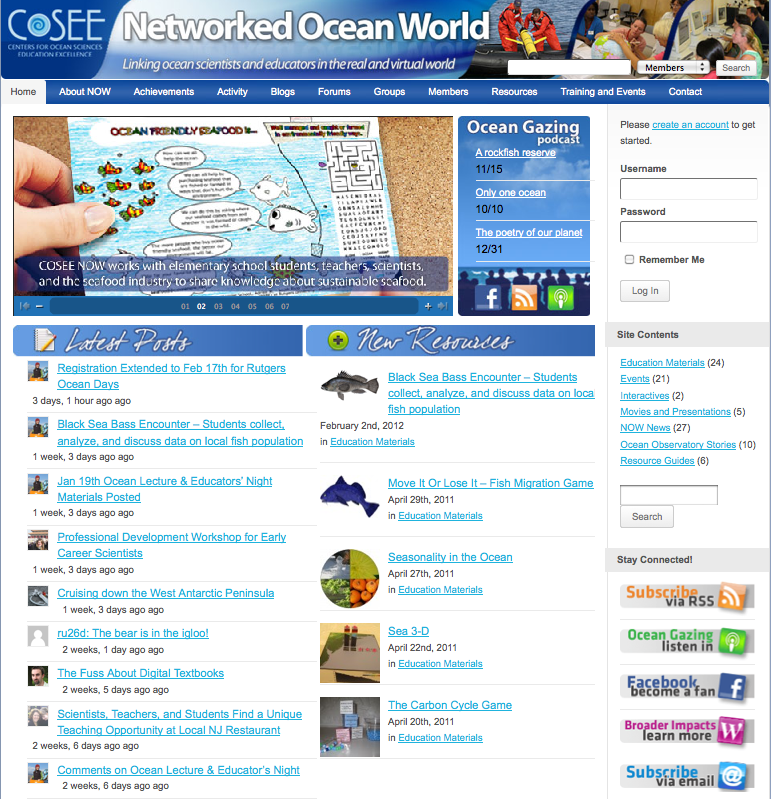 COSEE
CENTERS FOR OCEAN SCIENCES
EDUCATION EXCELLENCE
Networked Ocean World
Linking ocean scientists and educators in the real and virtual world
Members
Search
Home
About NOW
Achievements
Activity
Blogs
Forums
Groups
Members
Resources
Training and Events
Contact
OCEAN FRIENDLY SEAFOOD is...
COSEE NOW works with elementary school students, teachers, scientists,
and the seafood industry to share knowledge about sustainable seafood.
01 02 03 04 05 06 07
Ocean Gazing
podcast
A rockfish reserve
11/15
Only one ocean
10/10
The poetry of our planet
12/31
Please create an account to get
started.
Username
Password
Remember Me
Log In
Latest Posts
Registration Extended to Feb 17th for Rutgers
Ocean Days
3 days, 1 hour ago ago
Black Sea Bass Encounter – Students collect,
analyze, and discuss data on local fish population
1 week, 3 days ago ago
Jan 19th Ocean Lecture & Educators' Night
Materials Posted
1 week, 3 days ago ago
Professional Development Workshop for Early
Career Scientists
1 week, 3 days ago ago
Cruising down the West Antarctic Peninsula
1 week, 3 days ago ago
ru26d: The bear is in the igloo!
2 weeks, 1 day ago ago
The Fuss About Digital Textbooks
2 weeks, 5 days ago ago
Scientists, Teachers, and Students Find a Unique
Teaching Opportunity at Local NJ Restaurant
2 weeks, 6 days ago ago
Comments on Ocean Lecture & Educator's Night
2 weeks, 6 days ago ago
New Resources
Black Sea Bass Encounter – Students
collect, analyze, and discuss data on loca
fish population
February 2nd, 2012
in Education Materials
Move It Or Lose It – Fish Migration Game
April 29th, 2011
in Education Materials
Seasonality in the Ocean
April 27th, 2011
in Education Materials
Sea 3-D
April 22nd, 2011
in Education Materials
The Carbon Cycle Game
April 20th, 2011
in Education Materials
Site Contents
Education Materials (24)
Events (21)
Interactives (2)
Movies and Presentations (5)
NOW News (27)
Ocean Observatory Stories (10)
Resource Guides (6)
Search
Stay Connected!
Subscribe
via RSS
Ocean Gazing
listen in
Facebook
become a fan
Broader Impacts
learn more
Subscribe
via email